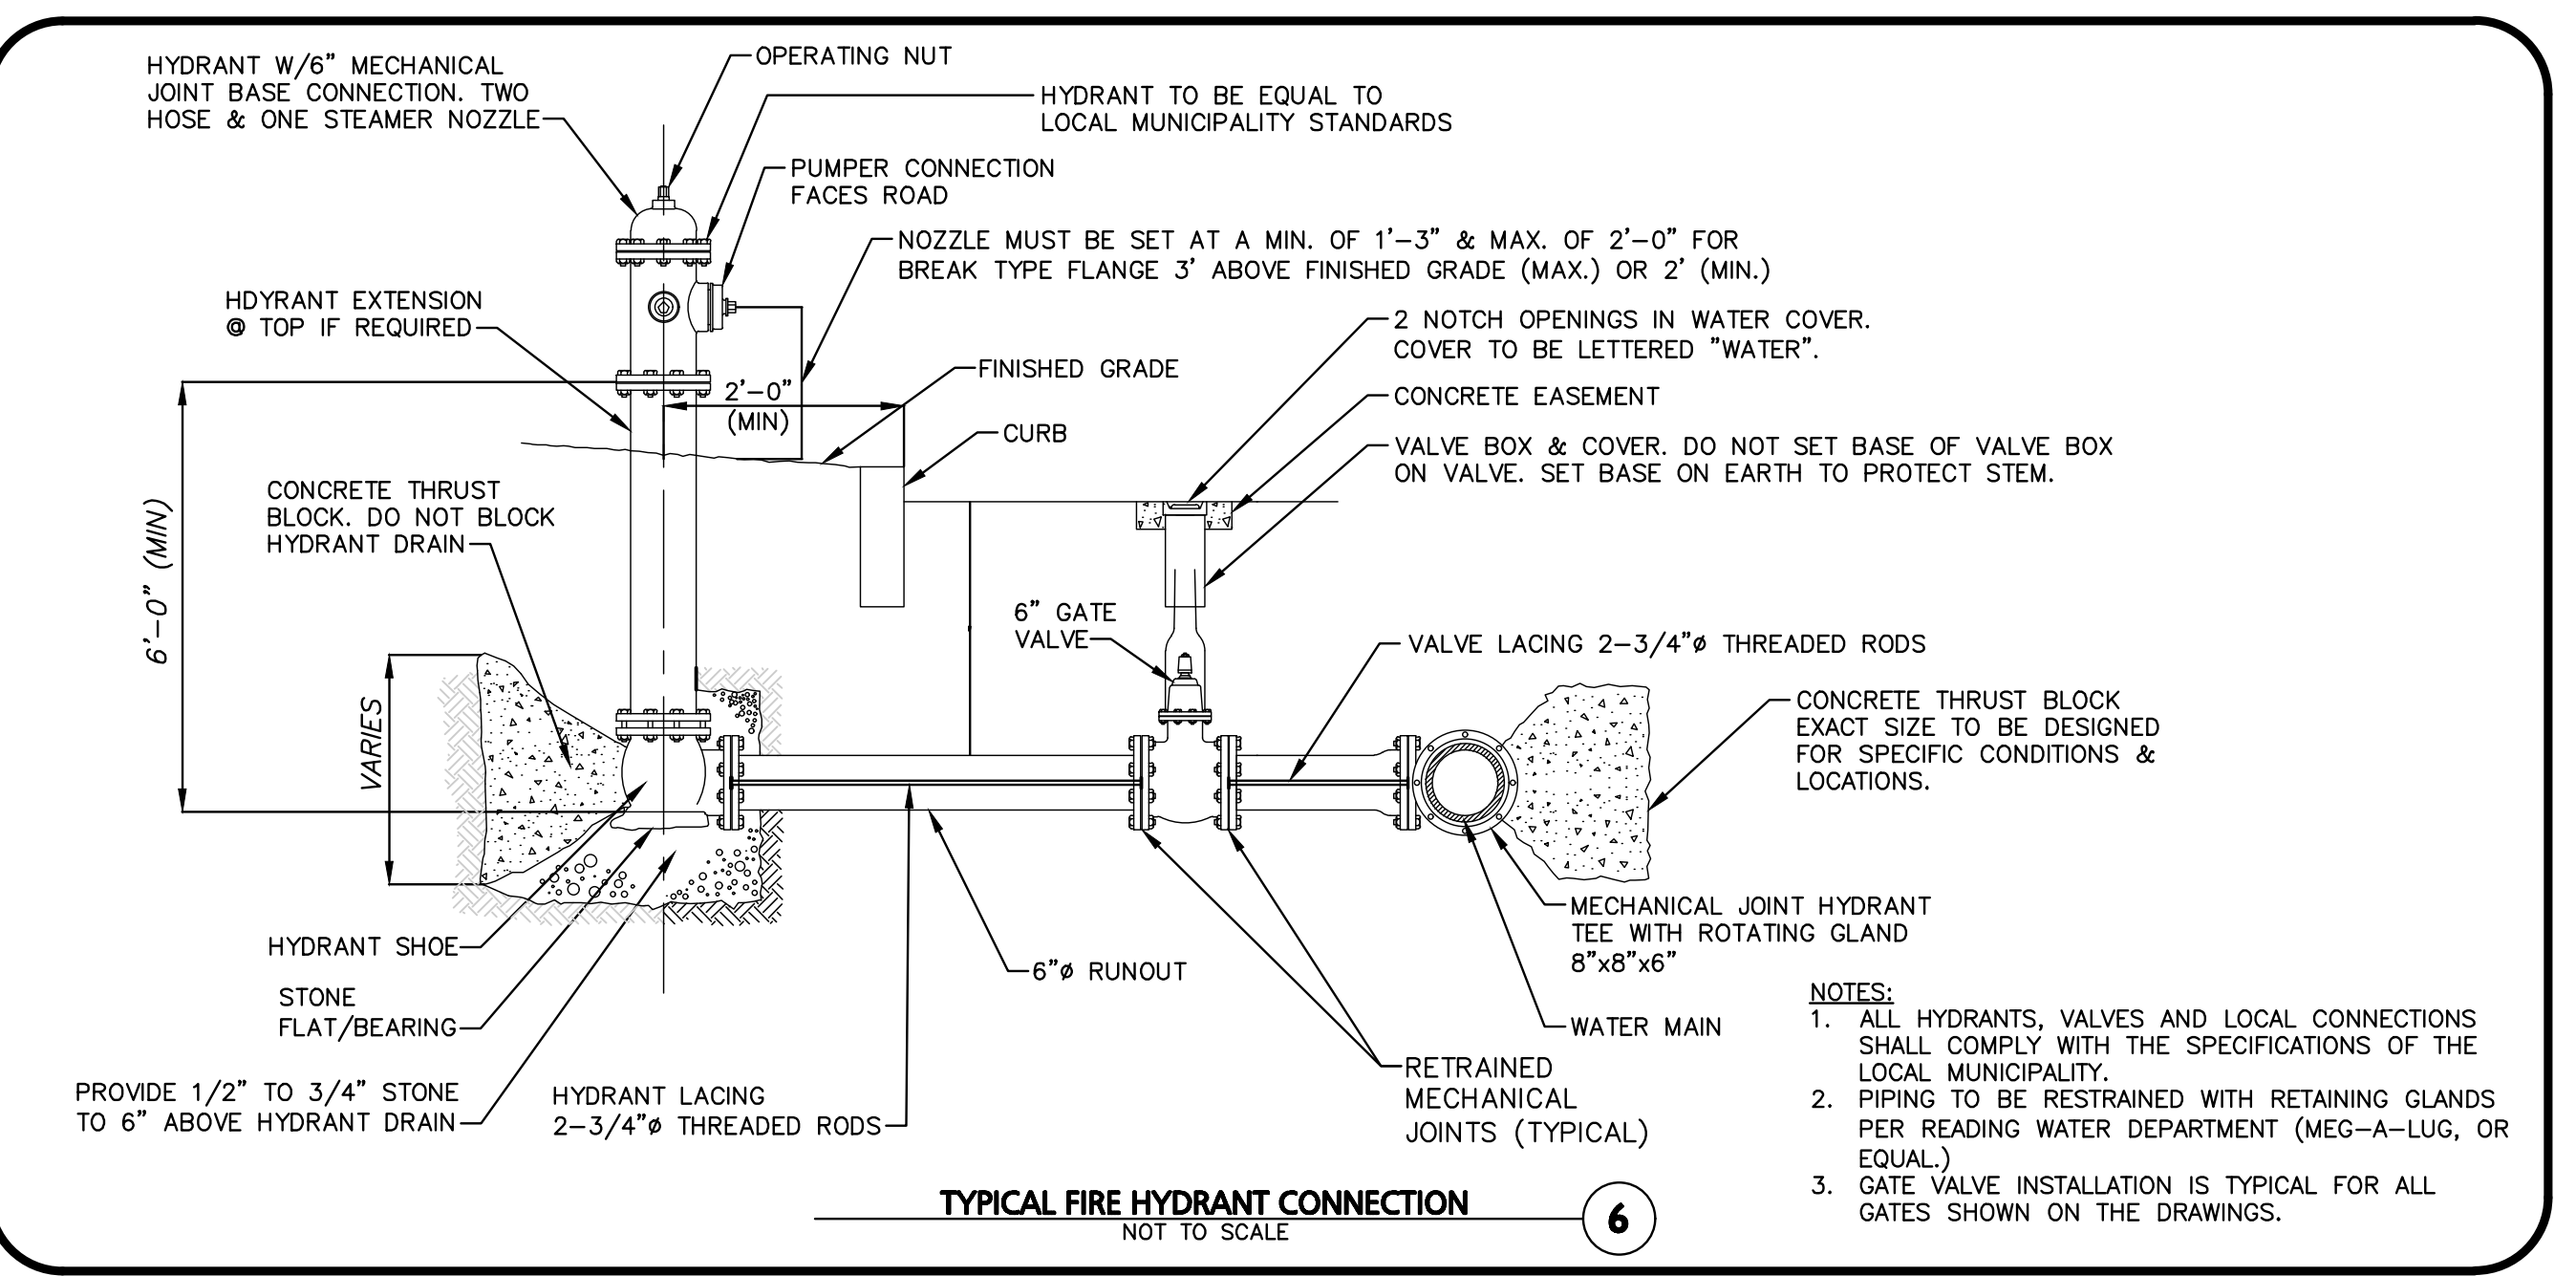 HYDRANT W/6" MECHANICAL
JOINT BASE CONNECTION. TWO
HOSE & ONE STEAMER NOZZLE
OPERATING NUT
HYDRANT TO BE EQUAL TO
LOCAL MUNICIPALITY STANDARDS
PUMPER CONNECTION
FACES ROAD
NOZZLE MUST BE SET AT A MIN. OF 1'-3" & MAX. OF 2'-0" FOR
BREAK TYPE FLANGE 3' ABOVE FINISHED GRADE (MAX.) OR 2' (MIN.)
HDYRANT EXTENSION
@ TOP IF REQUIRED
2 NOTCH OPENINGS IN WATER COVER.
COVER TO BE LETTERED "WATER".
FINISHED GRADE
2'-0"
(MIN)
CONCRETE EASEMENT
CURB
VALVE BOX & COVER. DO NOT SET BASE OF VALVE BOX
ON VALVE. SET BASE ON EARTH TO PROTECT STEM.
CONCRETE THRUST
BLOCK. DO NOT BLOCK
HYDRANT DRAIN
6'-0" (MIN)
6" GATE
VALVE
VALVE LACING 2-3/4"ø THREADED RODS
VARIES
CONCRETE THRUST BLOCK
EXACT SIZE TO BE DESIGNED
FOR SPECIFIC CONDITIONS &
LOCATIONS.
MECHANICAL JOINT HYDRANT
TEE WITH ROTATING GLAND
8"x8"x6"
HYDRANT SHOE
6"ø RUNOUT
STONE
FLAT/BEARING
WATER MAIN
RETRAINED
MECHANICAL
JOINTS (TYPICAL)
PROVIDE 1/2" TO 3/4" STONE
TO 6" ABOVE HYDRANT DRAIN
HYDRANT LACING
2-3/4"ø THREADED RODS
NOTES:
1. ALL HYDRANTS, VALVES AND LOCAL CONNECTIONS
SHALL COMPLY WITH THE SPECIFICATIONS OF THE
LOCAL MUNICIPALITY.
2. PIPING TO BE RESTRAINED WITH RETAINING GLANDS
PER READING WATER DEPARTMENT (MEG-A-LUG, OR
EQUAL.)
3. GATE VALVE INSTALLATION IS TYPICAL FOR ALL
GATES SHOWN ON THE DRAWINGS.
TYPICAL FIRE HYDRANT CONNECTION
NOT TO SCALE
6